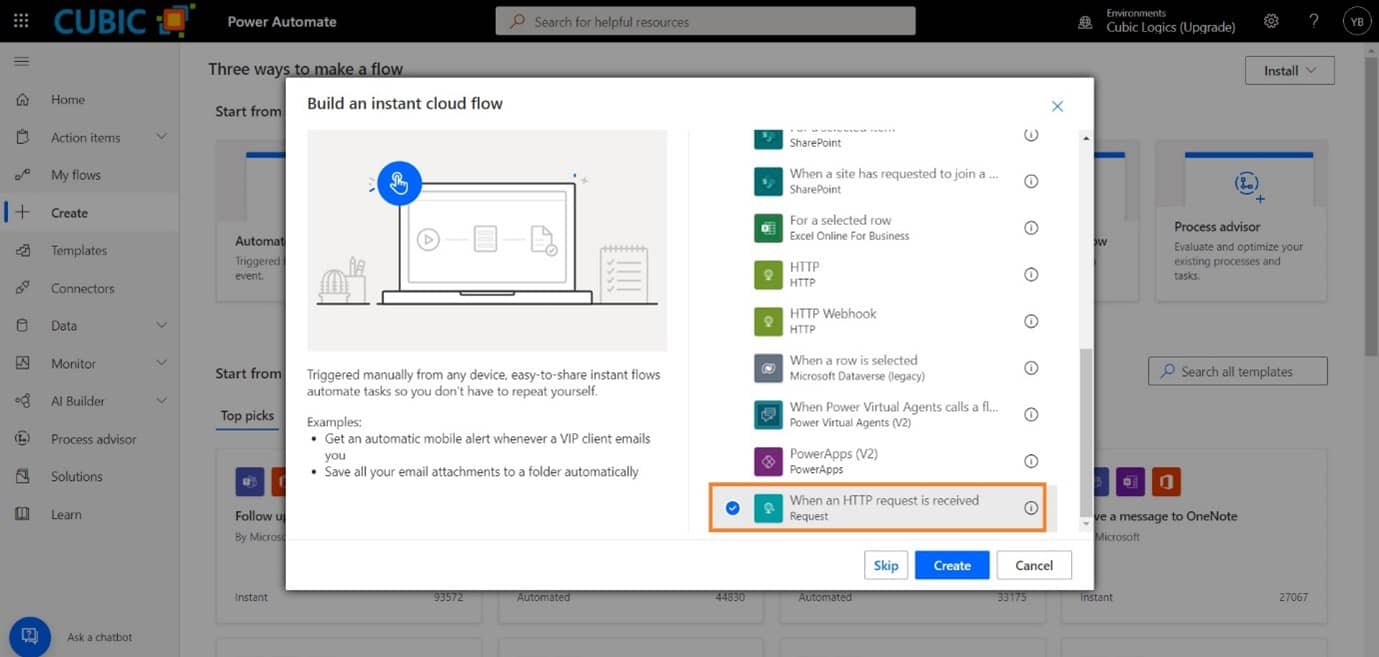 CUBIC
Power Automate
Search for helpful resources
Environments
Cubic Logics (Upgrade)
?
YB
Home
Action items
My flows
Create
Templates
Connectors
Data
Monitor
AI Builder
Process advisor
Solutions
Learn
Ask a chatbot
Three ways to make a flow
Install
Start from
Automat
Triggered
event.
Process advisor
Evaluate and optimize your
existing processes and
tasks.
Start from
Search all templates
Top picks
Follow up
By Micros
Instant
93572
Automated
44830
Automated
33175
ve a message to OneNote
Microsoft
Instant
27067
Build an instant cloud flow
Triggered manually from any device, easy-to-share instant flows
automate tasks so you don't have to repeat yourself.
Examples:
• Get an automatic mobile alert whenever a VIP client emails
you
• Save all your email attachments to a folder automatically
For a selected item
SharePoint
When a site has requested to join a ...
SharePoint
For a selected row
Excel Online For Business
HTTP
HTTP
HTTP Webhook
HTTP
When a row is selected
Microsoft Dataverse (legacy)
When Power Virtual Agents calls a fl...
Power Virtual Agents (V2)
PowerApps (V2)
PowerApps
When an HTTP request is received
Request
Skip
Create
Cancel